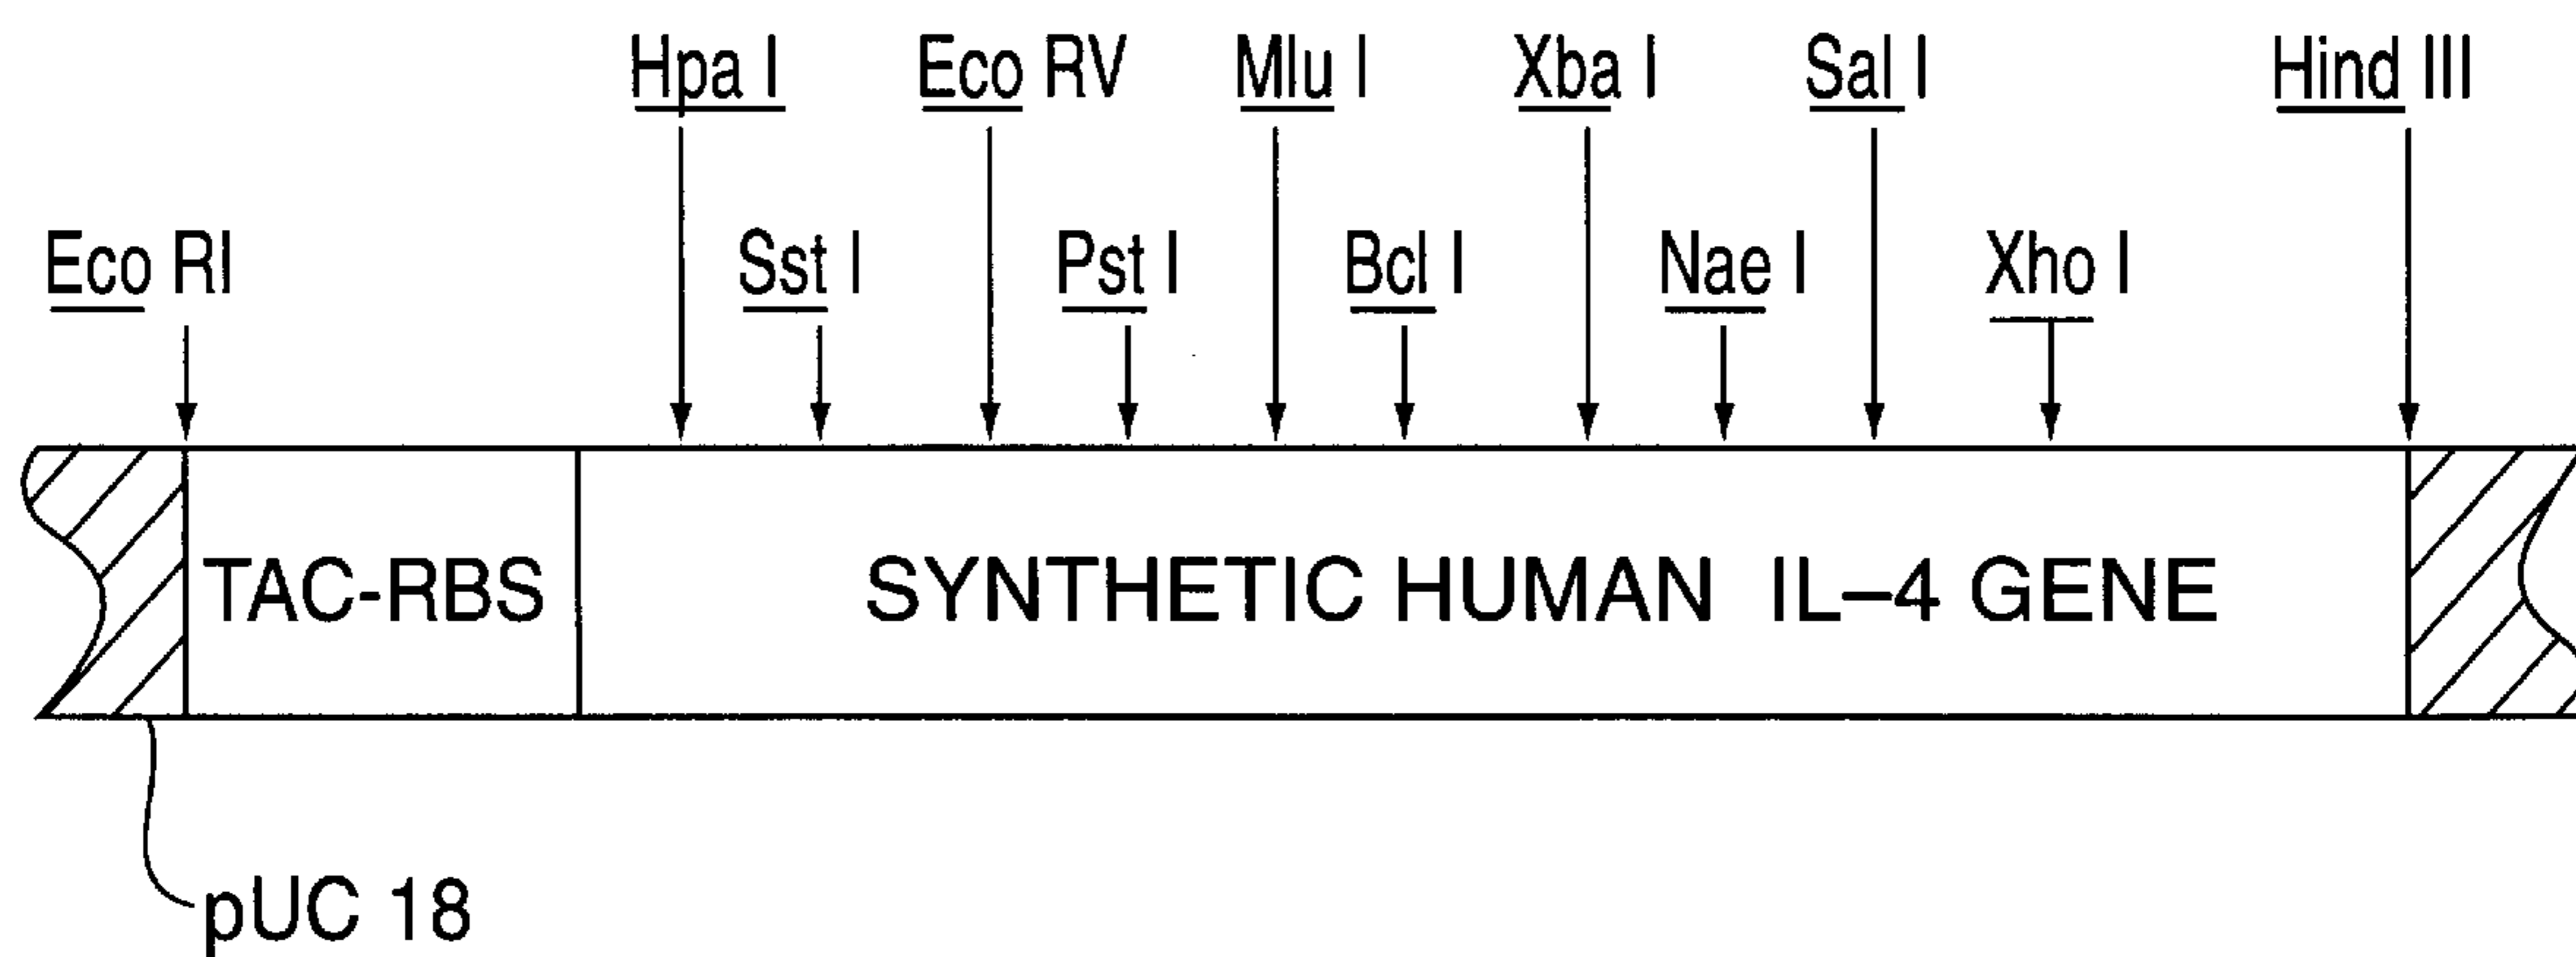 Hpa I Eco RV Mlu I Xba I Sal I Hind III
Eco RI Sst I Pst I Bcl I Nae I Xho I
TAC-RBS SYNTHETIC HUMAN IL–4 GENE
pUC 18